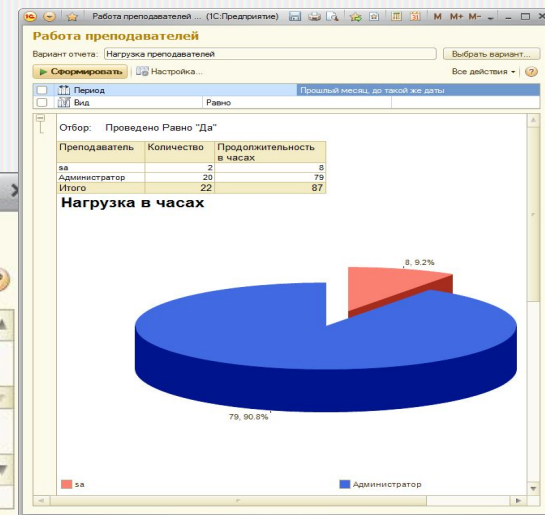 Работа преподавателей ... (1С:Предприятие) M M+ M-
Работа преподавателей
Вариант отчета: Нагрузка преподавателей Выбрать вариант...
Сформировать Настройка... Все действия
Период Прошлый месяц, до такой же даты
Вид Равно
Отбор: Проведено Равно "Да"
Преподаватель Количество Продолжительность
в часах
sa 2 8
Администратор 20 79
Итого 22 87
Нагрузка в часах
8, 9.2%
79, 90.8%
sa Администратор